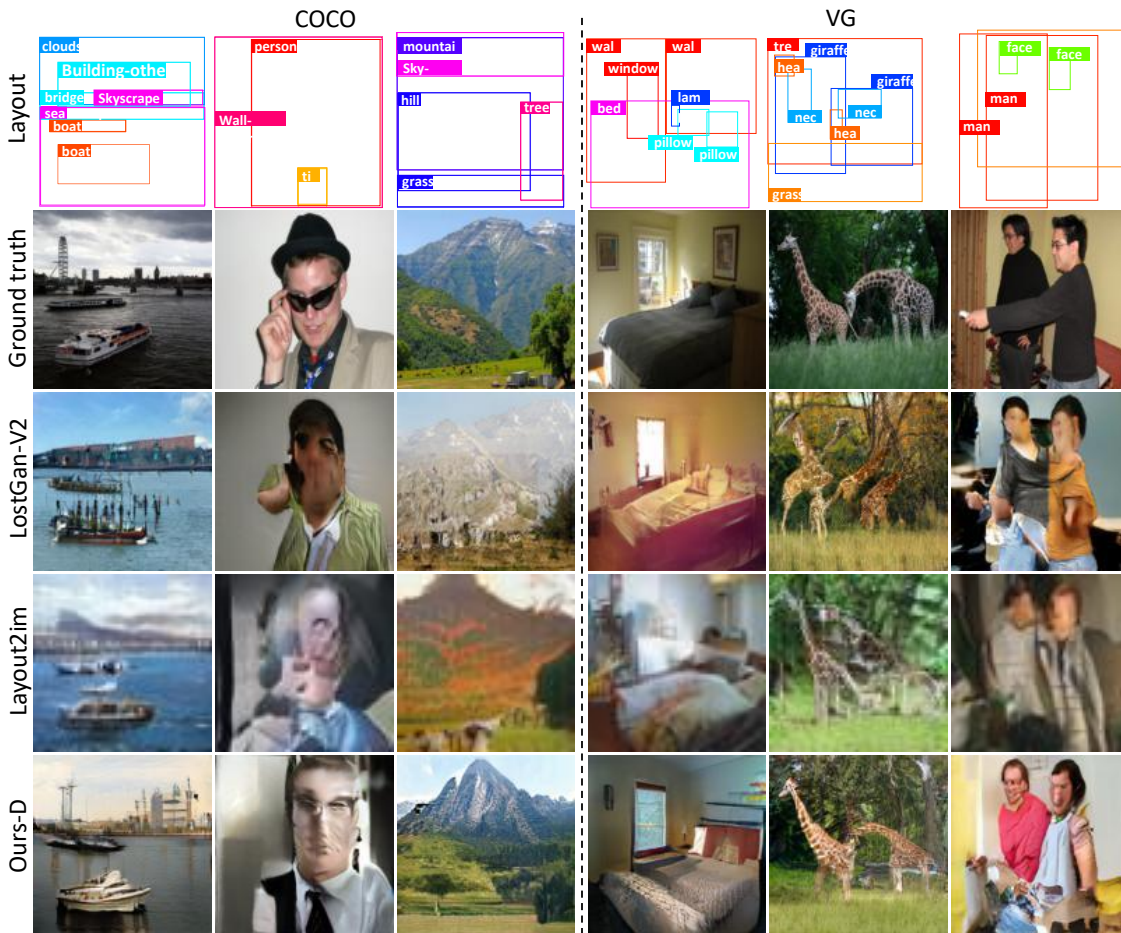 COCO
VG
Layout
clouds
Building-othe
bridge
Skyscrape
sea
boat
boat
person
Wall-
ti
mountai
Sky-
hill
tree
grass
wal
wal
window
bed
lam
pillow
pillow
tre
giraffe
hea
giraffe
nec
nec
hea
grass
face
face
man
man
Ground truth
LostGan-V2
Layout2im
Ours-D